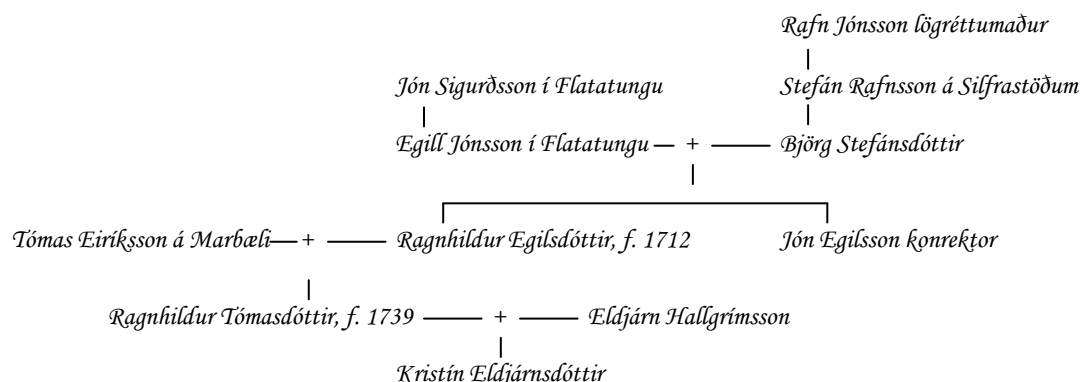 Rafn Jónsson lögréttumaður
Jón Sigurðsson í Flatatungu Stefán Rafnsson á Silfrastöðum
Egill Jónsson í Flatatungu + Björg Stefánsdóttir
Tómas Eiríksson á Marbæli + Ragnhildur Egilsdóttir, f. 1712 Jón Egilsson konrektor
Ragnhildur Tómasdóttir, f. 1739 + Eldjárn Hallgrímsson
Kristín Eldjárnsdóttir